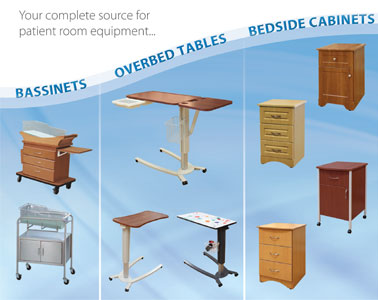 Your complete source for
patient room equipment...
BASSINETS
OVERBED TABLES
BEDSIDE CABINETS